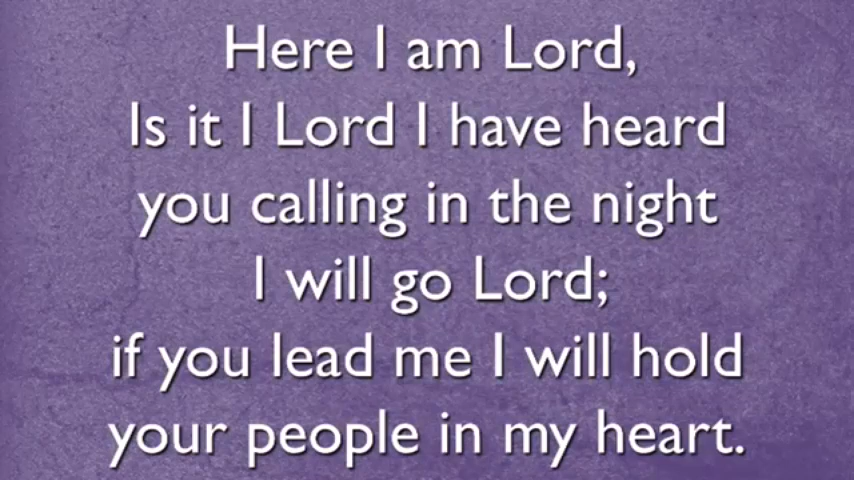 Here I am Lord,
Is it I Lord I have heard
you calling in the night
I will go Lord;
if you lead me I will hold
your people in my heart.